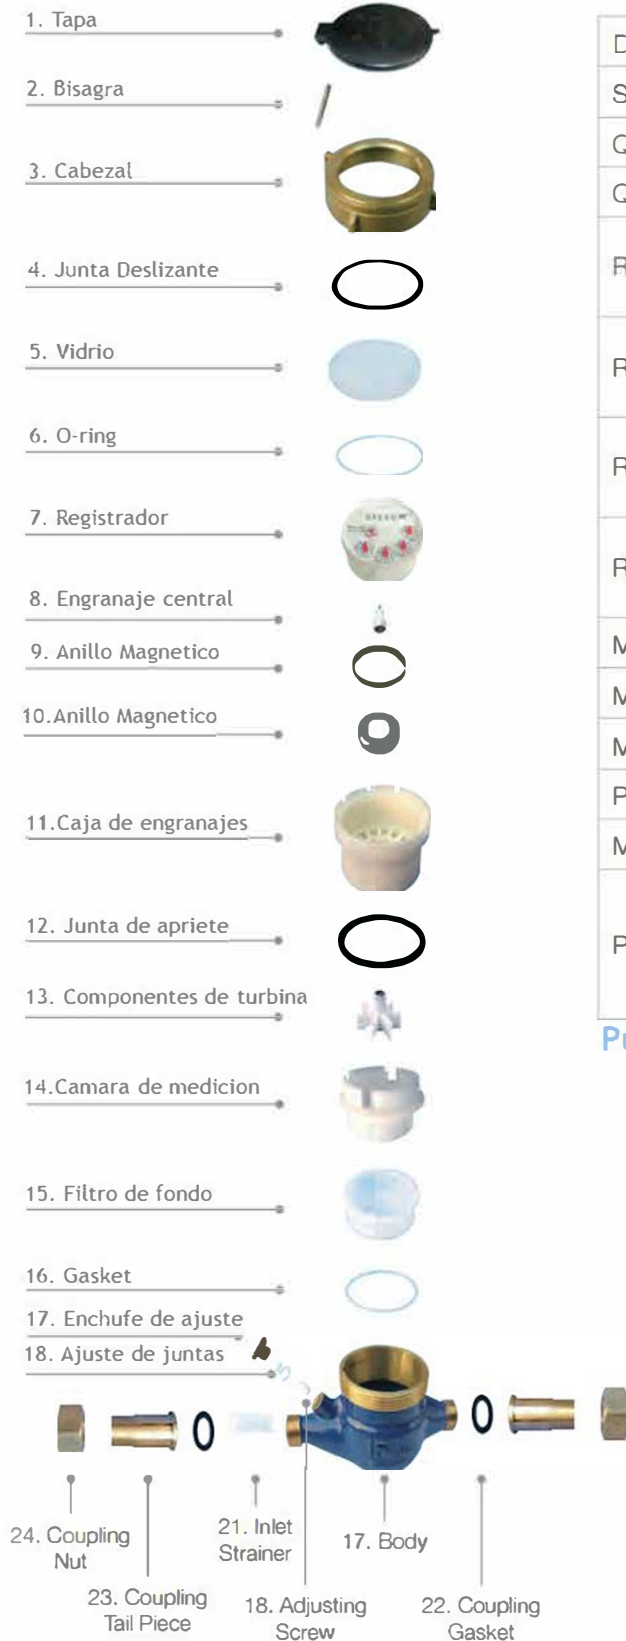 1. Tapa
2. Bisagra
3. Cabezal
4. Junta Deslizante
5. Vidrio
6. O-ring
7. Registrador
8. Engranaje central
9. Anillo Magnetico
10.Anillo Magnetico
11.Caja de engranajes
12. Junta de apriete
13. Componentes de turbina
14.Camara de medicion
15. Filtro de fondo
16. Gasket
17. Enchufe de ajuste
18. Ajuste de juntas
24. Coupling
Nut
23. Coupling
Tail Piece
21. Inlet
Strainer
18. Adjusting
Screw
17. Body
22. Coupling
Gasket